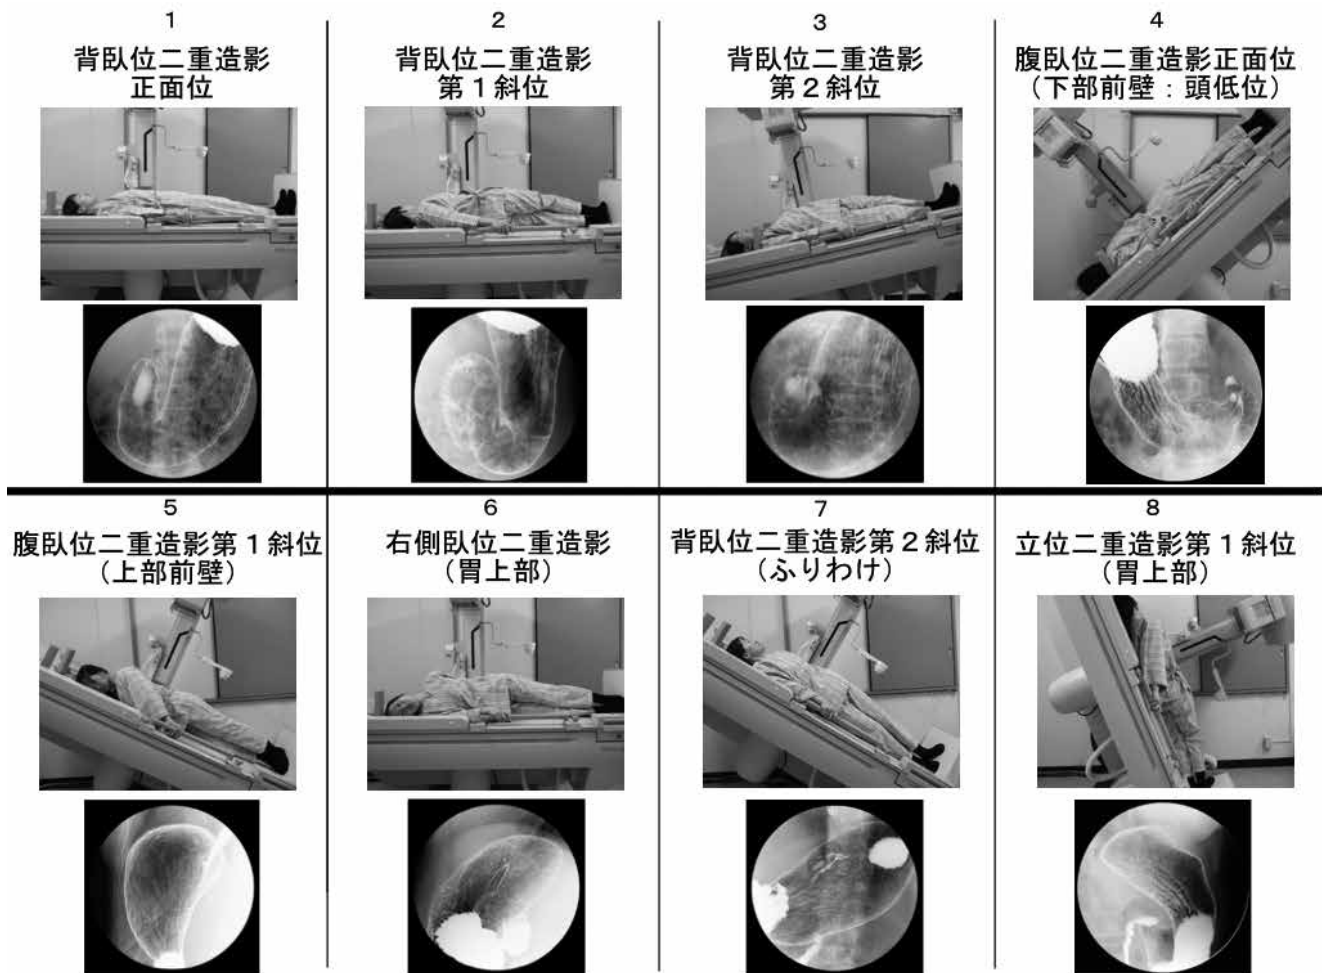 1
背臥位二重造影
正面位
2
背臥位二重造影
第1斜位
3
背臥位二重造影
第2斜位
4
腹臥位二重造影正面位
(下部前壁:頭低位)
5
腹臥位二重造影第1斜位
(上部前壁)
6
右側臥位二重造影
(胃上部)
7
背臥位二重造影第2斜位
(ふりわけ)
8
立位二重造影第1斜位
(胃上部)